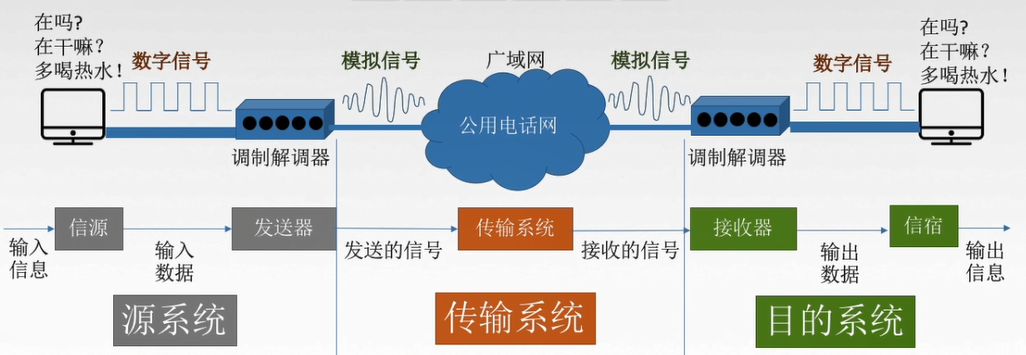 在吗?
在干嘛?
多喝热水!
数字信号
模拟信号
广域网
模拟信号
数字信号
在吗?
在干嘛?
多喝热水!
公用电话网
调制解调器
调制解调器
信源
发送器
传输系统
接收器
信宿
输入
信息
输入
数据
发送的信号
接收的信号
输出
数据
输出
信息
源系统
传输系统
目的系统